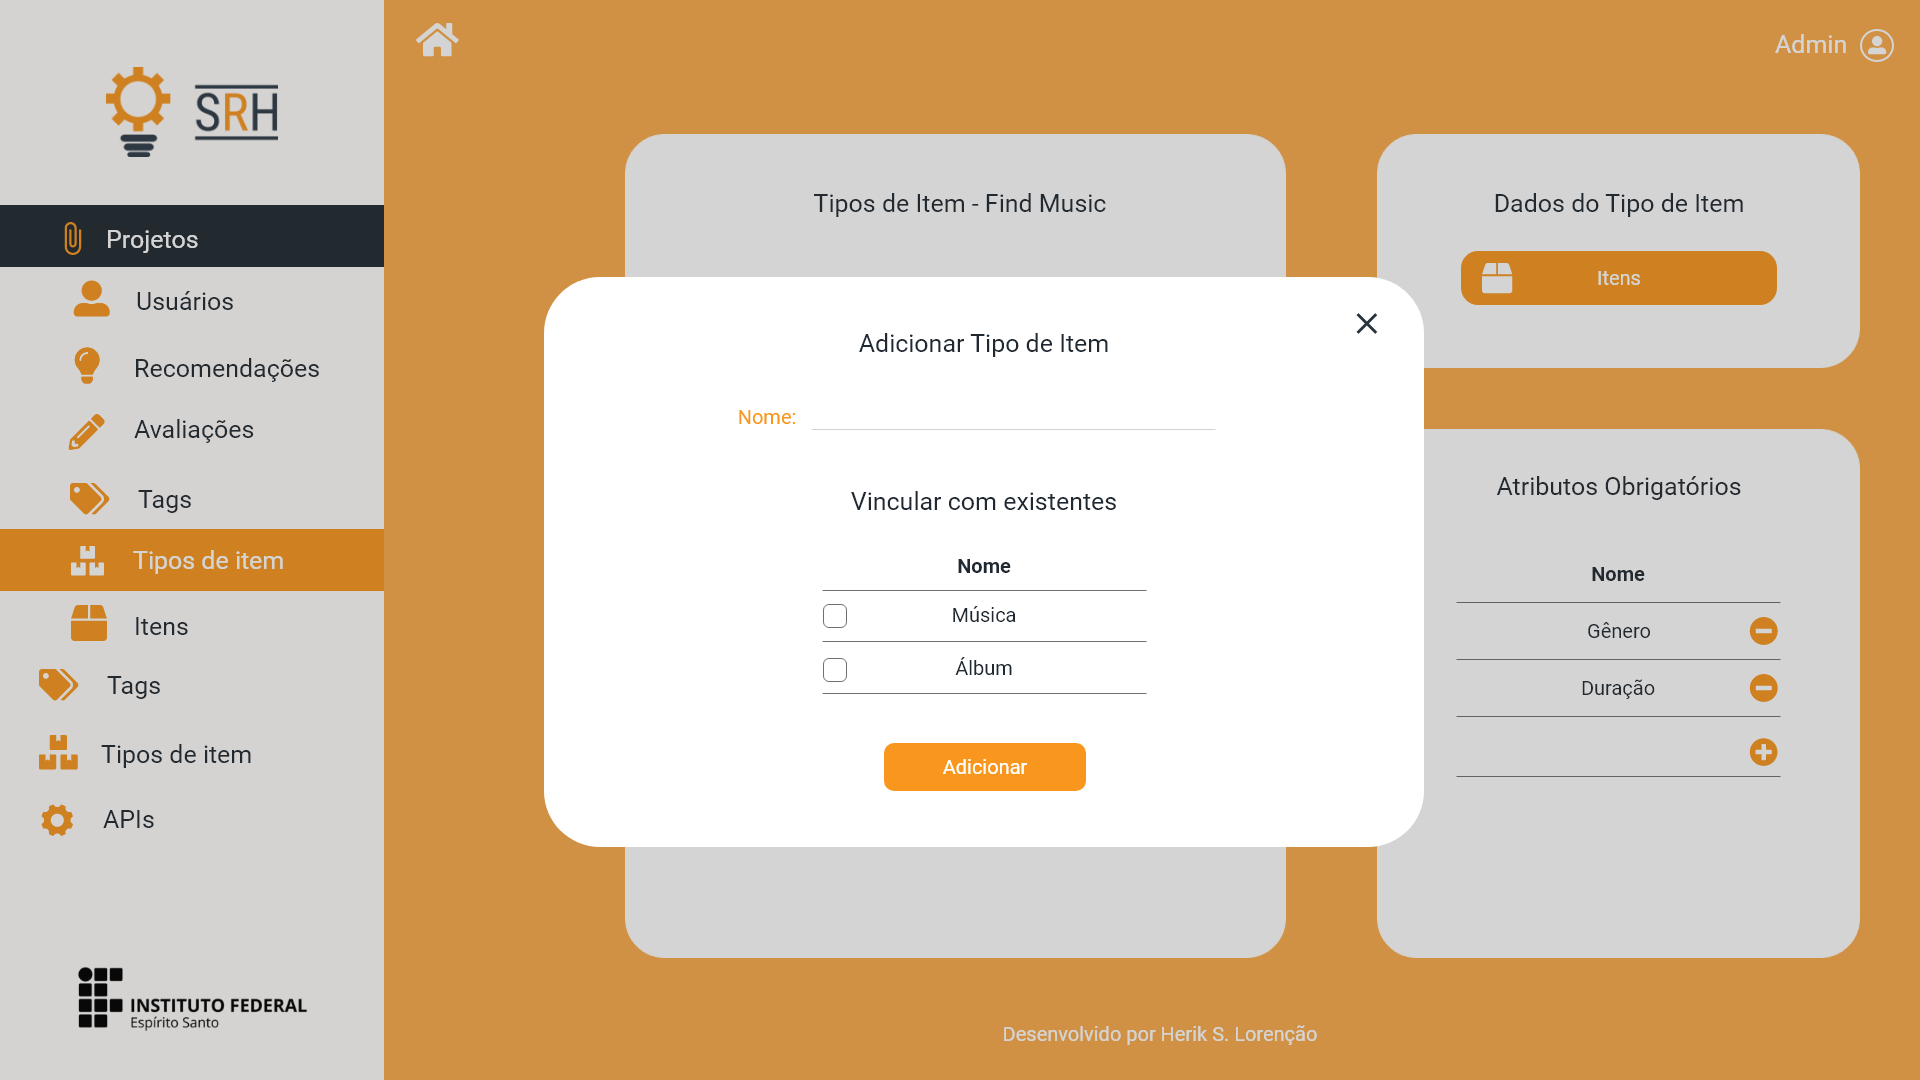 SRH
Projetos
Usuários
Recomendações
Avaliações
Tags
Tipos de item
Itens
Tags
Tipos de item
APIs
INSTITUTO FEDERAL
Espírito Santo
Admin
Tipos de Item - Find Music
Dados do Tipo de Item
Itens
Adicionar Tipo de Item
Nome:
Vincular com existentes
Nome
Música
Álbum
Adicionar
Atributos Obrigatórios
Nome
Gênero
Duração
Desenvolvido por Herik S. Lorenção